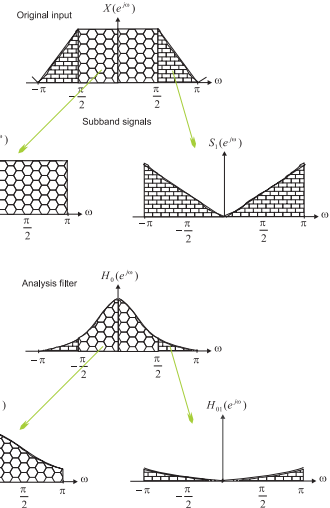 Original input
X(e^{jω})
ω
−π
−π/2
π/2
π
Subband signals
S₁(e^{jω})
ω
π/2
π
−π
−π/2
π/2
π
ω
Analysis filter
H₀(e^{jω})
ω
−π
−π/2
π/2
π
H₀₁(e^{jω})
ω
π/2
π
−π
−π/2
π/2
π
ω